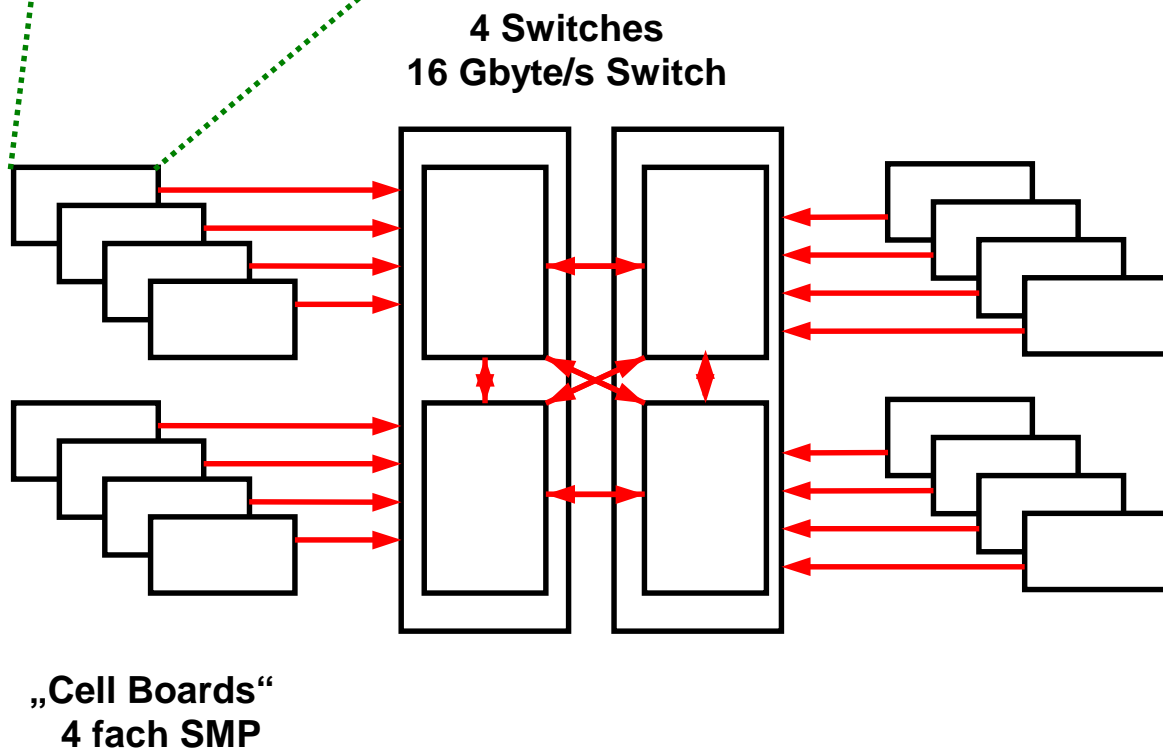 4 Switches
16 Gbyte/s Switch
„Cell Boards“
4 fach SMP